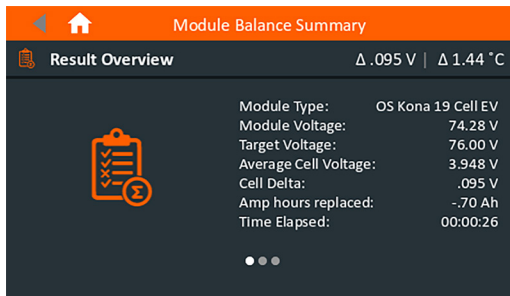 Module Balance Summary
Result Overview Δ .095 V | Δ 1.44 °C
Module Type: OS Kona 19 Cell EV
Module Voltage: 74.28 V
Target Voltage: 76.00 V
Average Cell Voltage: 3.948 V
Cell Delta: .095 V
Amp hours replaced: -.70 Ah
Time Elapsed: 00:00:26